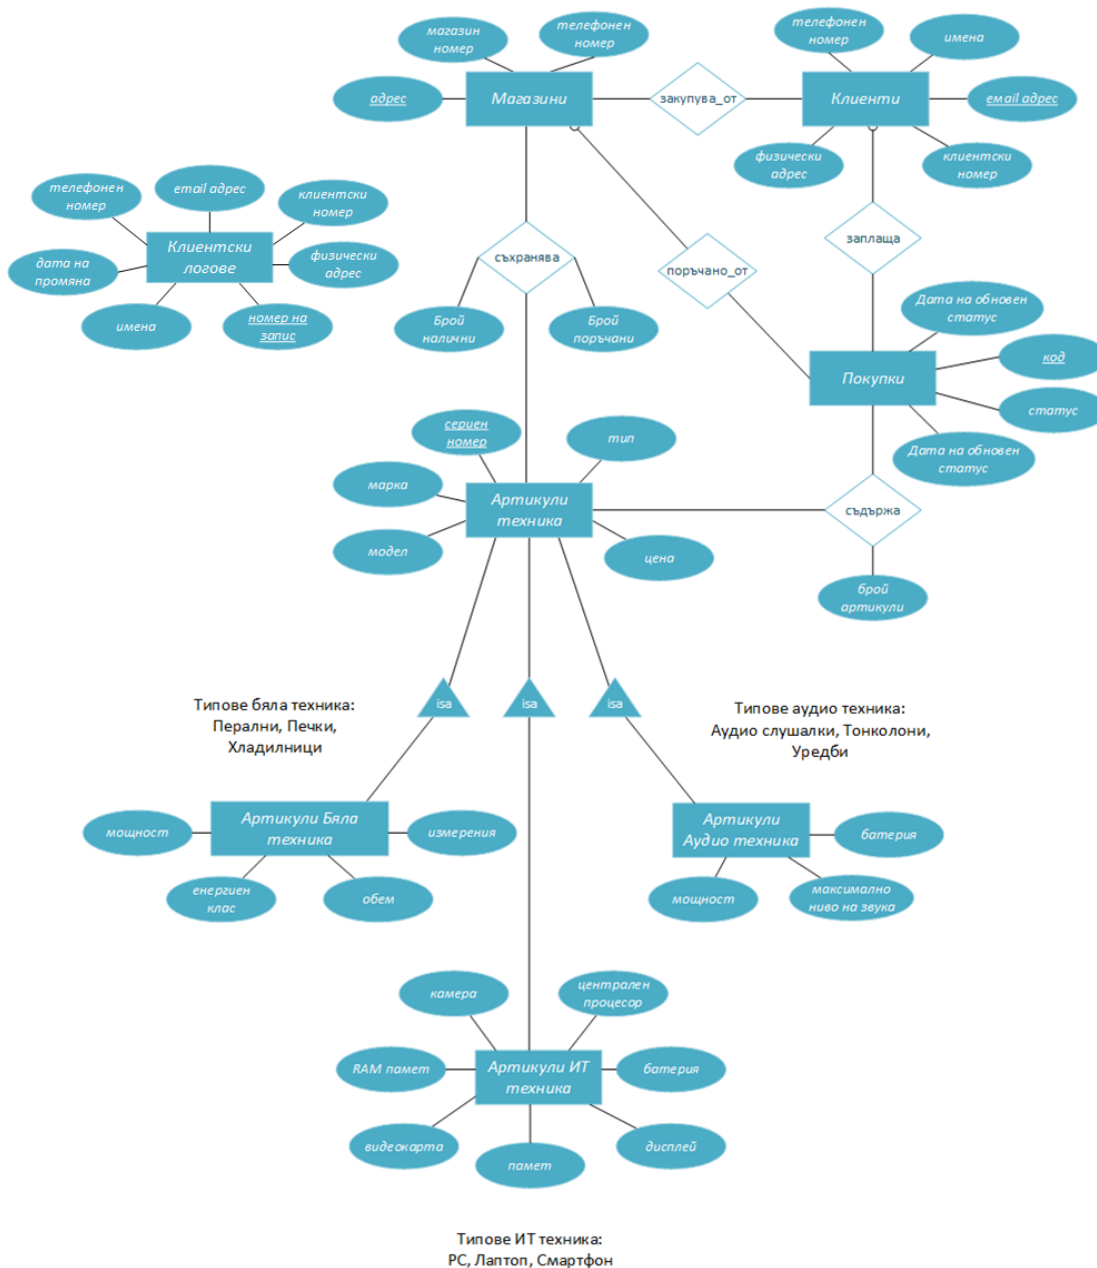 магазин
номер
телефонен
номер
адрес
Магазини
закупува_от
телефонен
номер
имена
Клиенти
email адрес
физически
адрес
клиентски
номер
телефонен
номер
email адрес
клиентски
номер
Клиентски
логове
дата на
промяна
физически
адрес
имена
номер на
запис
съхранява
Брой
налични
Брой
поръчани
поръчано_от
заплаща
Дата на обновен
статус
код
Покупки
статус
Дата на обновен
статус
сериен
номер
тип
марка
Артикули
техника
модел
цена
съдържа
брой
артикули
isa
isa
isa
Типове бяла техника:
Перални, Печки,
Хладилници
Типове аудио техника:
Аудио слушалки, Тонколони,
Уредби
мощност
Артикули Бяла
техника
измерения
енергиен
клас
обем
Артикули
Аудио техника
батерия
мощност
максимално
ниво на звука
камера
централен
процесор
RAM памет
Артикули ИТ
техника
батерия
видеокарта
памет
дисплей
Типове ИТ техника:
PC, Лаптоп, Смартфон